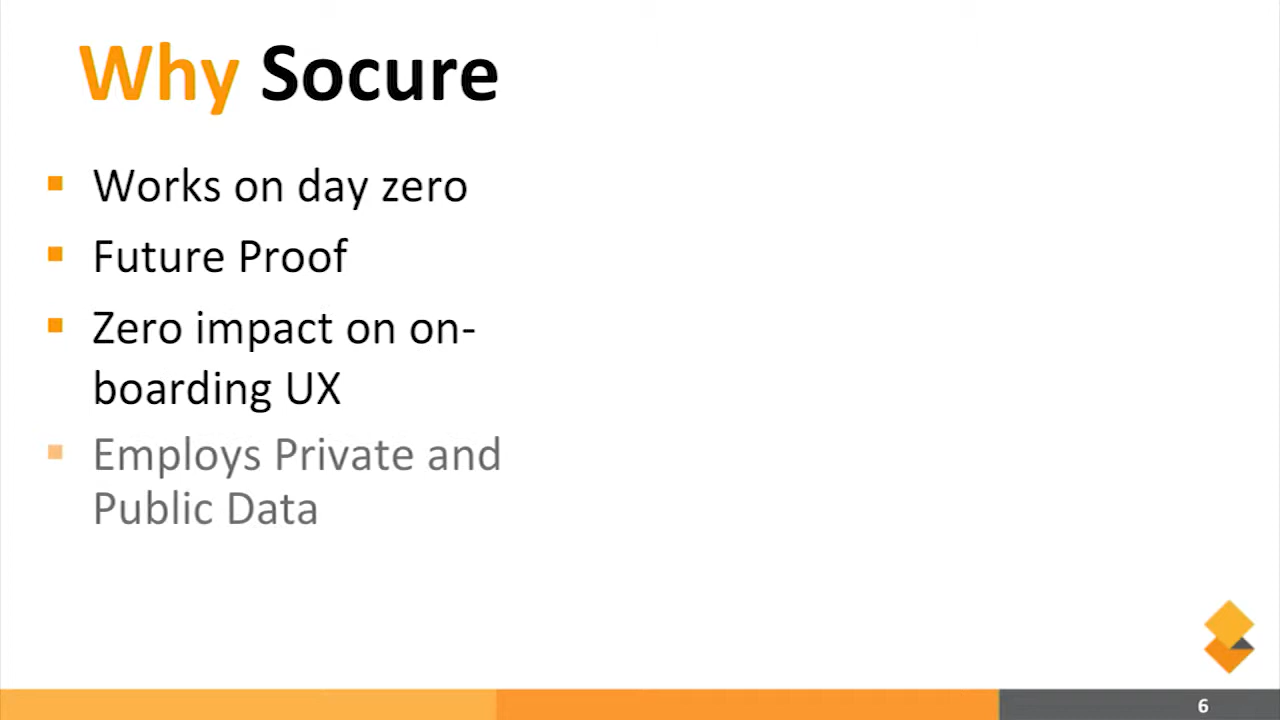 Why Socure
▪ Works on day zero
▪ Future Proof
▪ Zero impact on on-
boarding UX
▪ Employs Private and
Public Data
6